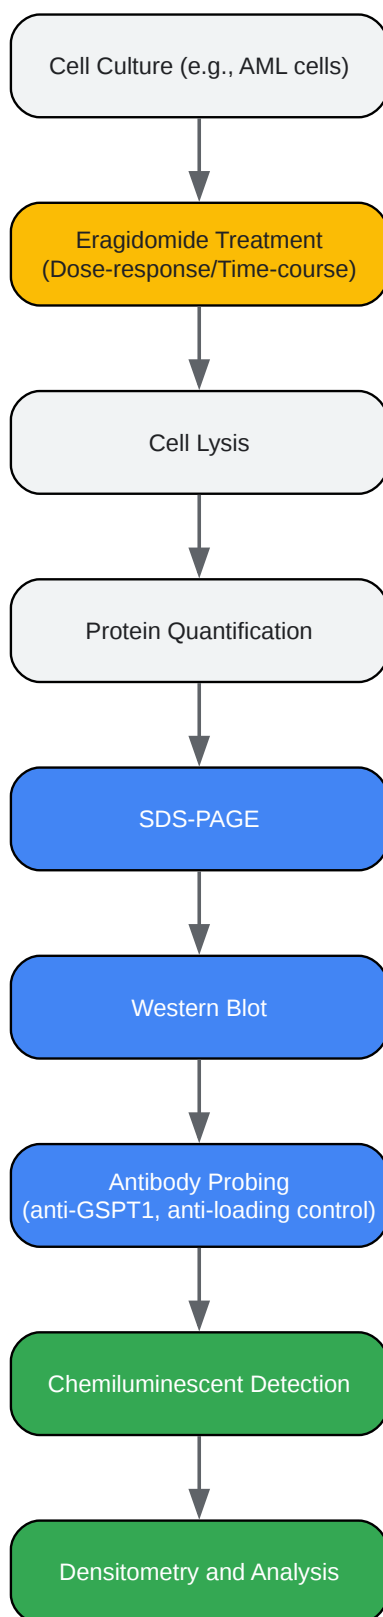 Cell Culture (e.g., AML cells)
Eragidomide Treatment
(Dose-response/Time-course)
Cell Lysis
Protein Quantification
SDS-PAGE
Western Blot
Antibody Probing
(anti-GSPT1, anti-loading control)
Chemiluminescent Detection
Densitometry and Analysis